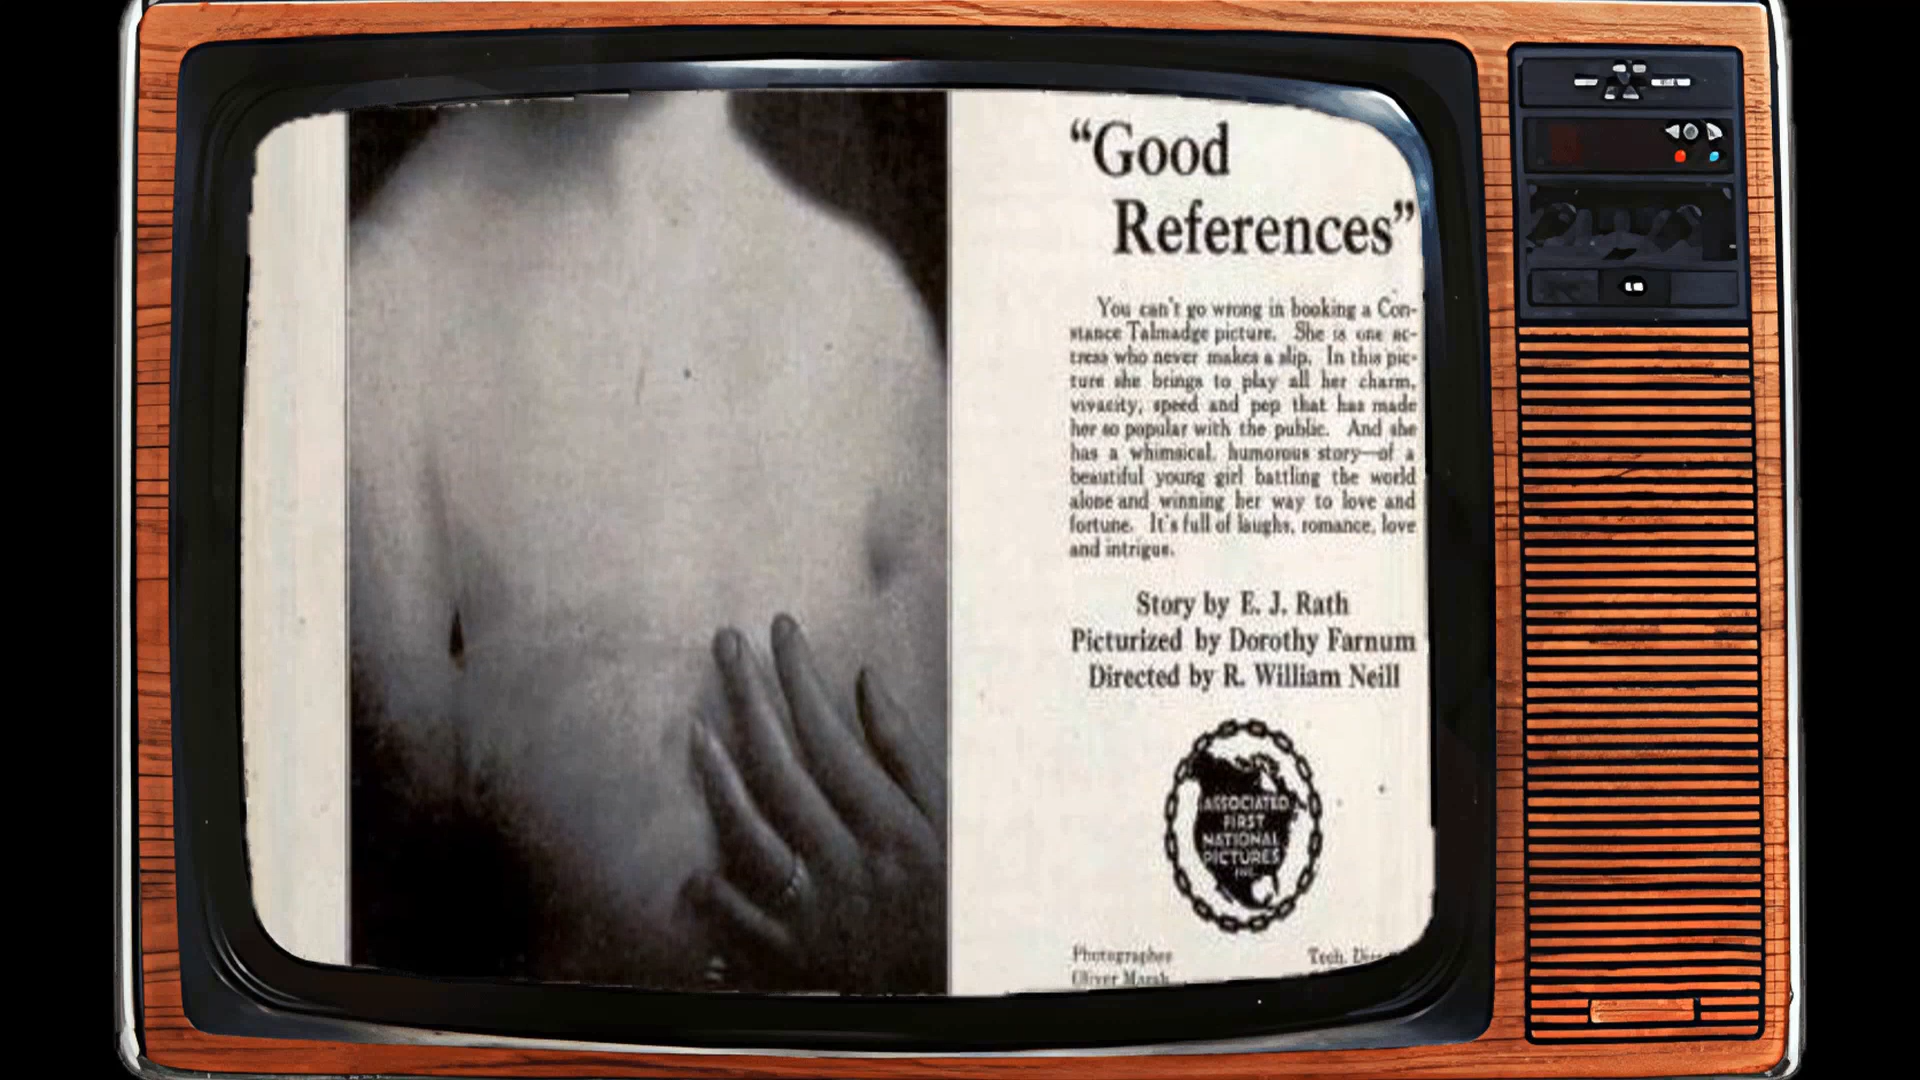 “Good
References”
You can't go wrong in booking a Con-
stance Talmadge picture. She is one ac-
tress who never makes a slip. In this pic-
ture she brings to play all her charm,
vivacity, speed and pep that has made
her so popular with the public. And she
has a whimsical, humorous story—of a
beautiful young girl battling the world
alone and winning her way to love and
fortune. It's full of laughs, romance, love
and intrigue.
Story by E. J. Rath
Picturized by Dorothy Farnum
Directed by R. William Neill
ASSOCIATED
FIRST
NATIONAL
PICTURES
INC.
Photographer
Tech.
Oliver Marsh